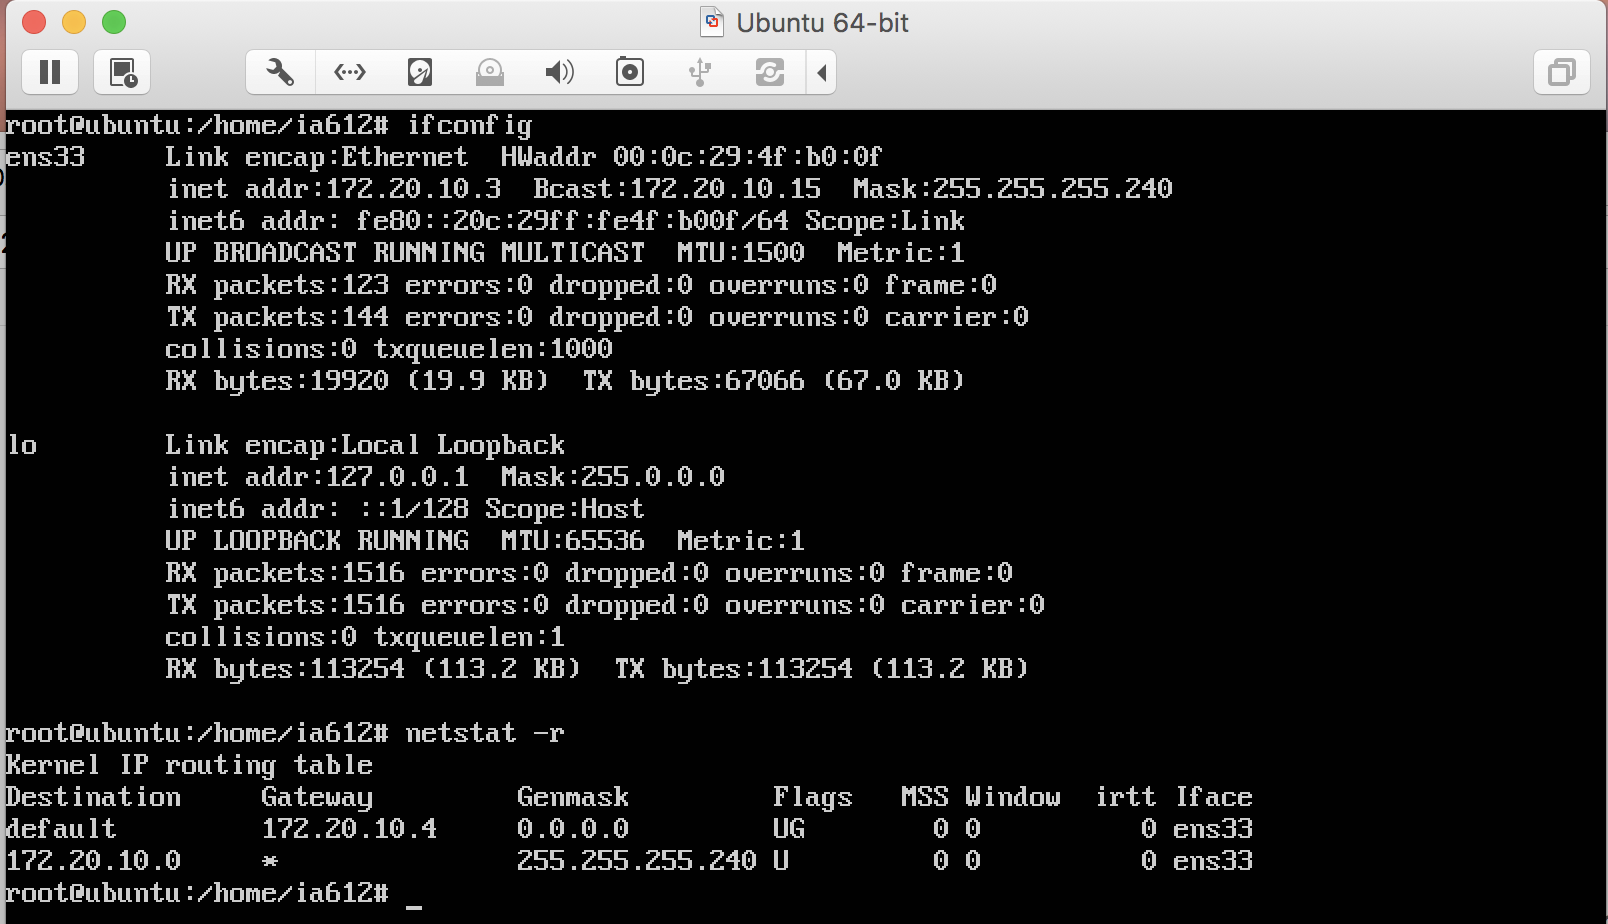 Ubuntu 64-bit
root@ubuntu:/home/ia612# ifconfig
ens33     Link encap:Ethernet  HWaddr 00:0c:29:4f:b0:0f
          inet addr:172.20.10.3  Bcast:172.20.10.15  Mask:255.255.255.240
          inet6 addr: fe80::20c:29ff:fe4f:b00f/64 Scope:Link
          UP BROADCAST RUNNING MULTICAST  MTU:1500  Metric:1
          RX packets:123 errors:0 dropped:0 overruns:0 frame:0
          TX packets:144 errors:0 dropped:0 overruns:0 carrier:0
          collisions:0 txqueuelen:1000
          RX bytes:19920 (19.9 KB)  TX bytes:67066 (67.0 KB)
lo        Link encap:Local Loopback
          inet addr:127.0.0.1  Mask:255.0.0.0
          inet6 addr: ::1/128 Scope:Host
          UP LOOPBACK RUNNING  MTU:65536  Metric:1
          RX packets:1516 errors:0 dropped:0 overruns:0 frame:0
          TX packets:1516 errors:0 dropped:0 overruns:0 carrier:0
          collisions:0 txqueuelen:1
          RX bytes:113254 (113.2 KB)  TX bytes:113254 (113.2 KB)
root@ubuntu:/home/ia612# netstat -r
Kernel IP routing table
Destination     Gateway         Genmask         Flags   MSS Window  irtt Iface
default         172.20.10.4     0.0.0.0         UG        0 0          0 ens33
172.20.10.0     *               255.255.255.240 U         0 0          0 ens33
root@ubuntu:/home/ia612# _